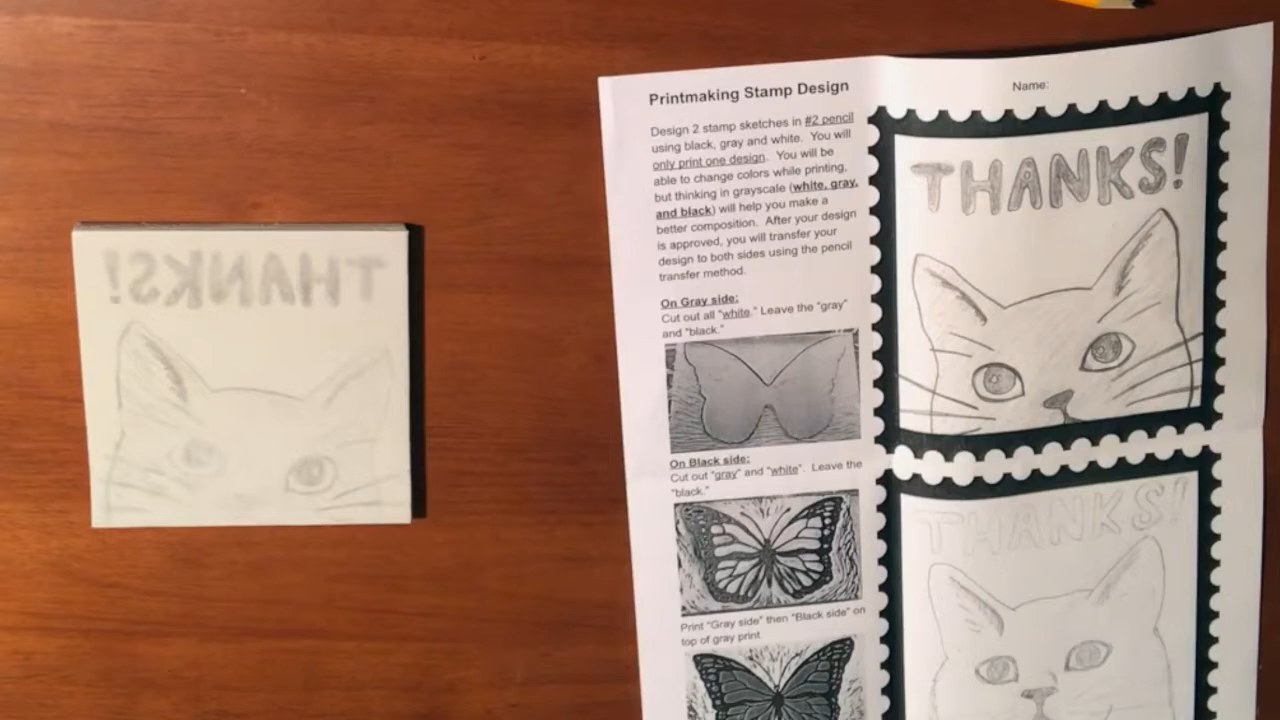 THANKS!
Printmaking Stamp Design
Design 2 stamp sketches in #2 pencil
using black, gray and white. You will
only print one design. You will be
able to change colors while printing,
but thinking in grayscale (white, gray,
and black) will help you make a
better composition. After your design
is approved, you will transfer your
design to both sides using the pencil
transfer method.
On Gray side:
Cut out all "white." Leave the "gray"
and "black."
On Black side:
Cut out "gray" and "white". Leave the
"black."
Print "Gray side" then "Black side" on
top of gray print.
Name:
THANKS!
THANKS!